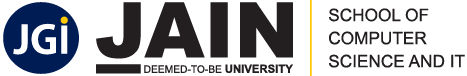 JGi
JAIN
DEEMED-TO-BE UNIVERSITY
SCHOOL OF
COMPUTER
SCIENCE AND IT